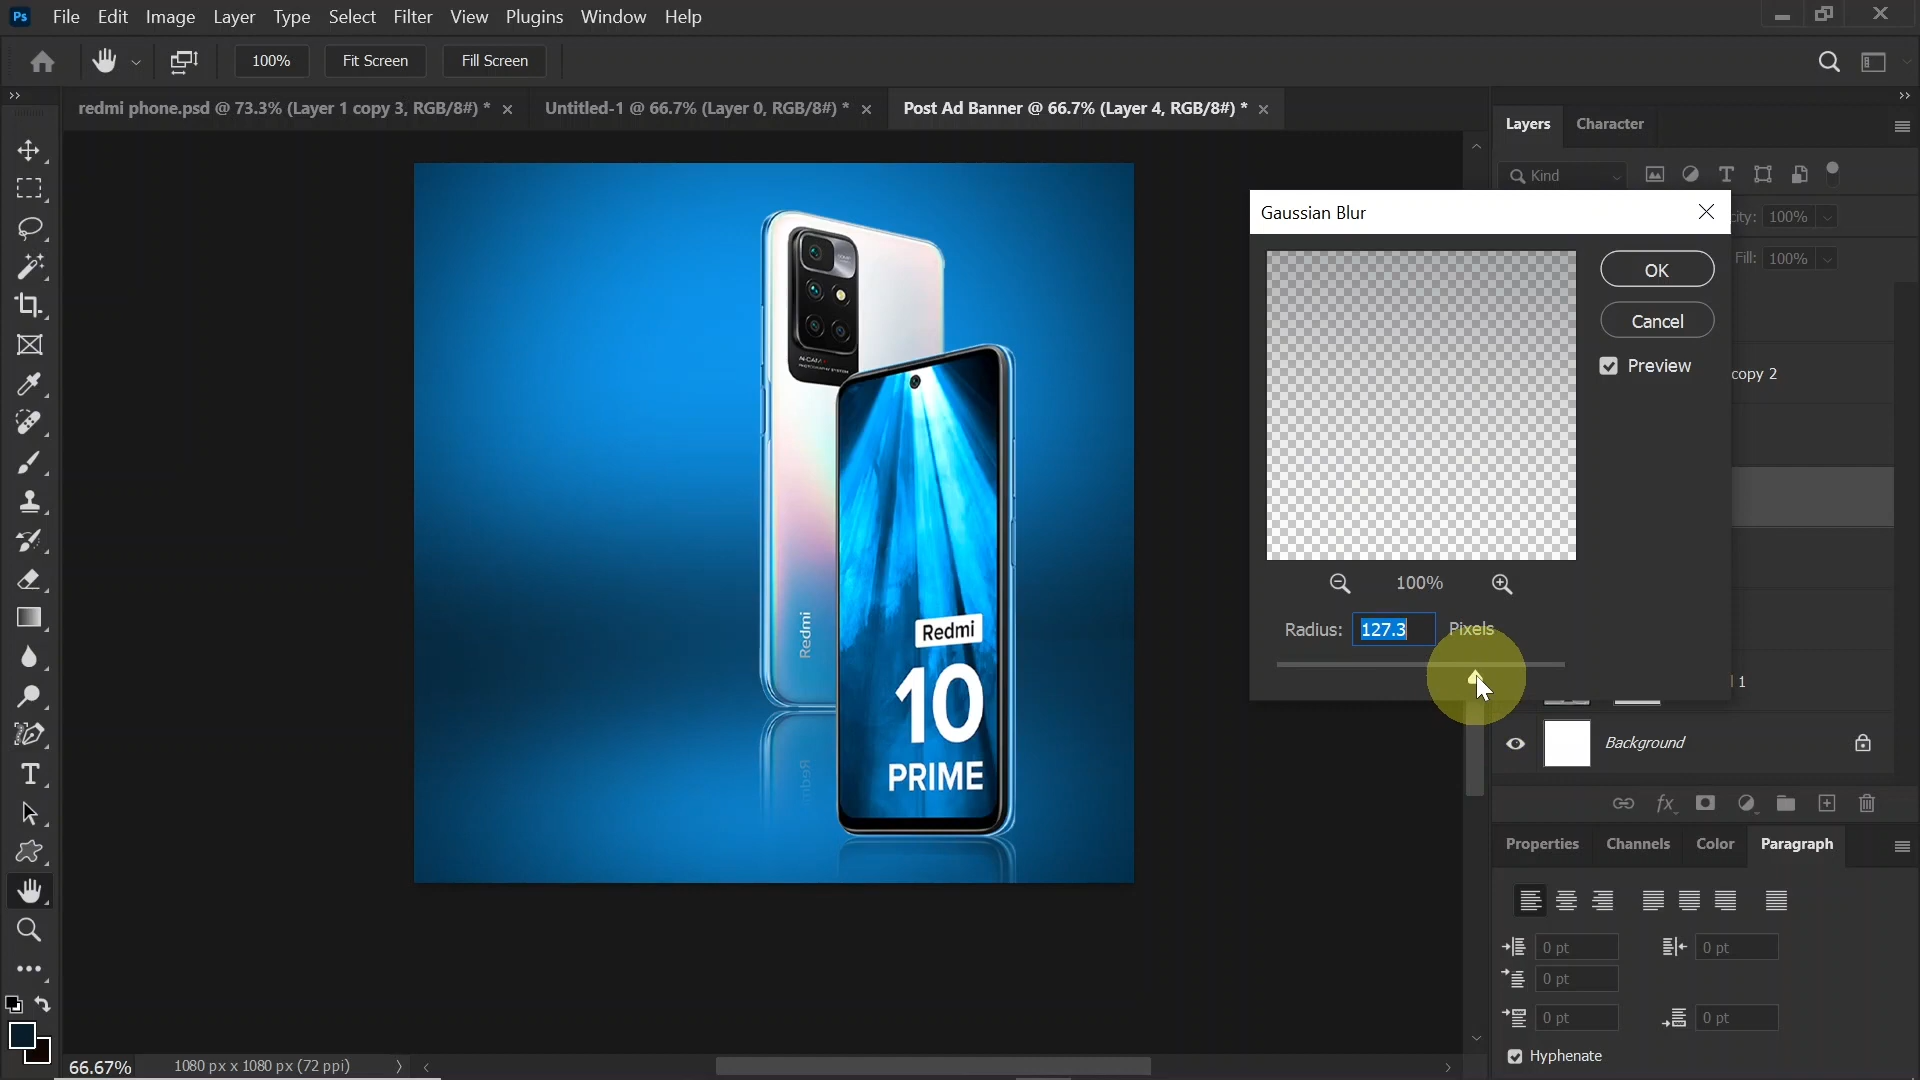 Ps File Edit Image Layer Type Select Filter View Plugins Window Help
100% Fit Screen Fill Screen
redmi phone.psd @ 73.3% (Layer 1 copy 3, RGB/8#) * Untitled-1 @ 66.7% (Layer 0, RGB/8#) * Post Ad Banner @ 66.7% (Layer 4, RGB/8#) *
Layers Character
Kind
Gaussian Blur
city: 100%
Fill: 100%
OK
Cancel
Preview
copy 2
100%
Radius: 127.3 Pixels
1
Background
Redmi
Redmi
10
PRIME
Properties Channels Color Paragraph
0 pt 0 pt
0 pt
0 pt 0 pt
Hyphenate
66.67% 1080 px x 1080 px (72 ppi)